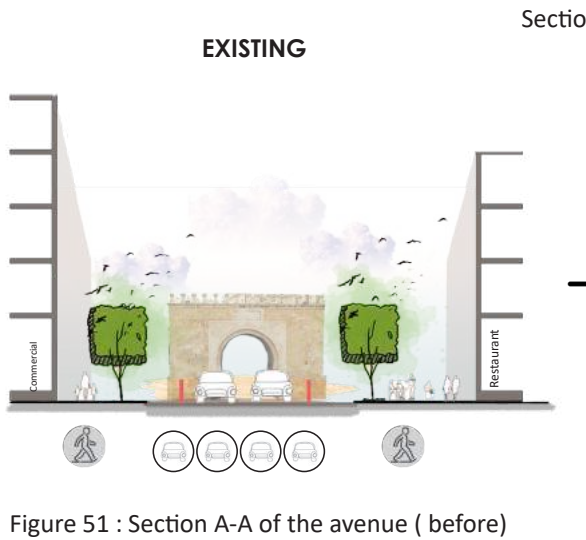 Sectio
EXISTING
Commercial
Restaurant
Figure 51 : Section A-A of the avenue ( before)